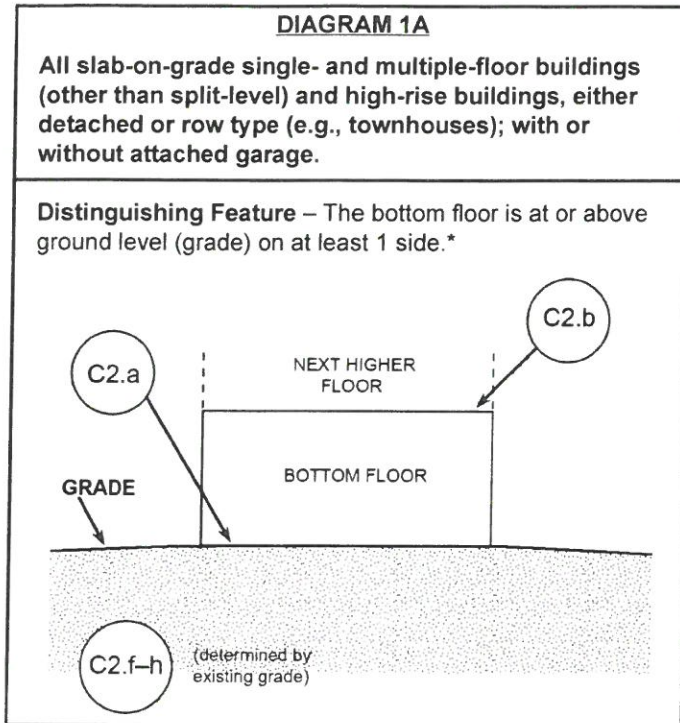 DIAGRAM 1A
All slab-on-grade single- and multiple-floor buildings
(other than split-level) and high-rise buildings, either
detached or row type (e.g., townhouses); with or
without attached garage.
Distinguishing Feature – The bottom floor is at or above
ground level (grade) on at least 1 side.*
C2.b
C2.a
NEXT HIGHER
FLOOR
BOTTOM FLOOR
GRADE
C2.f–h
(determined by
existing grade)